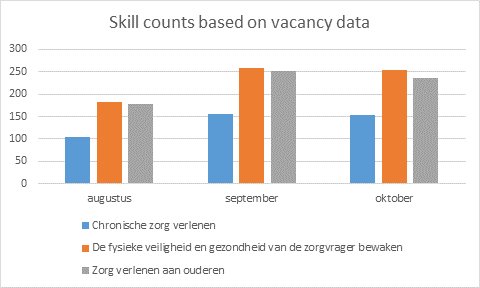 Skill counts based on vacancy data
300
250
200
150
100
50
0
augustus september oktober
Chronische zorg verlenen
De fysieke veiligheid en gezondheid van de zorgvrager bewaken
Zorg verlenen aan ouderen